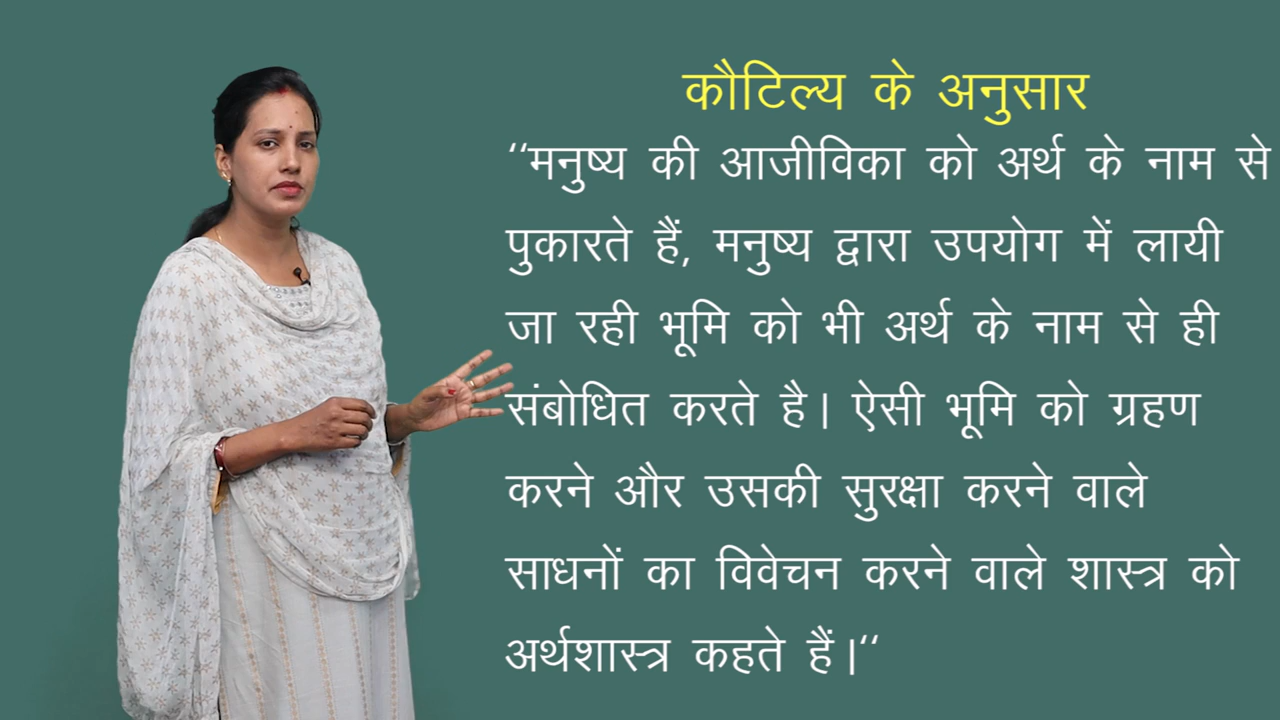 कौटिल्य के अनुसार
‘‘मनुष्य की आजीविका को अर्थ के नाम से
पुकारते हैं, मनुष्य द्वारा उपयोग में लायी
जा रही भूमि को भी अर्थ के नाम से ही
संबोधित करते है। ऐसी भूमि को ग्रहण
करने और उसकी सुरक्षा करने वाले
साधनों का विवेचन करने वाले शास्त्र को
अर्थशास्त्र कहते हैं।‘‘